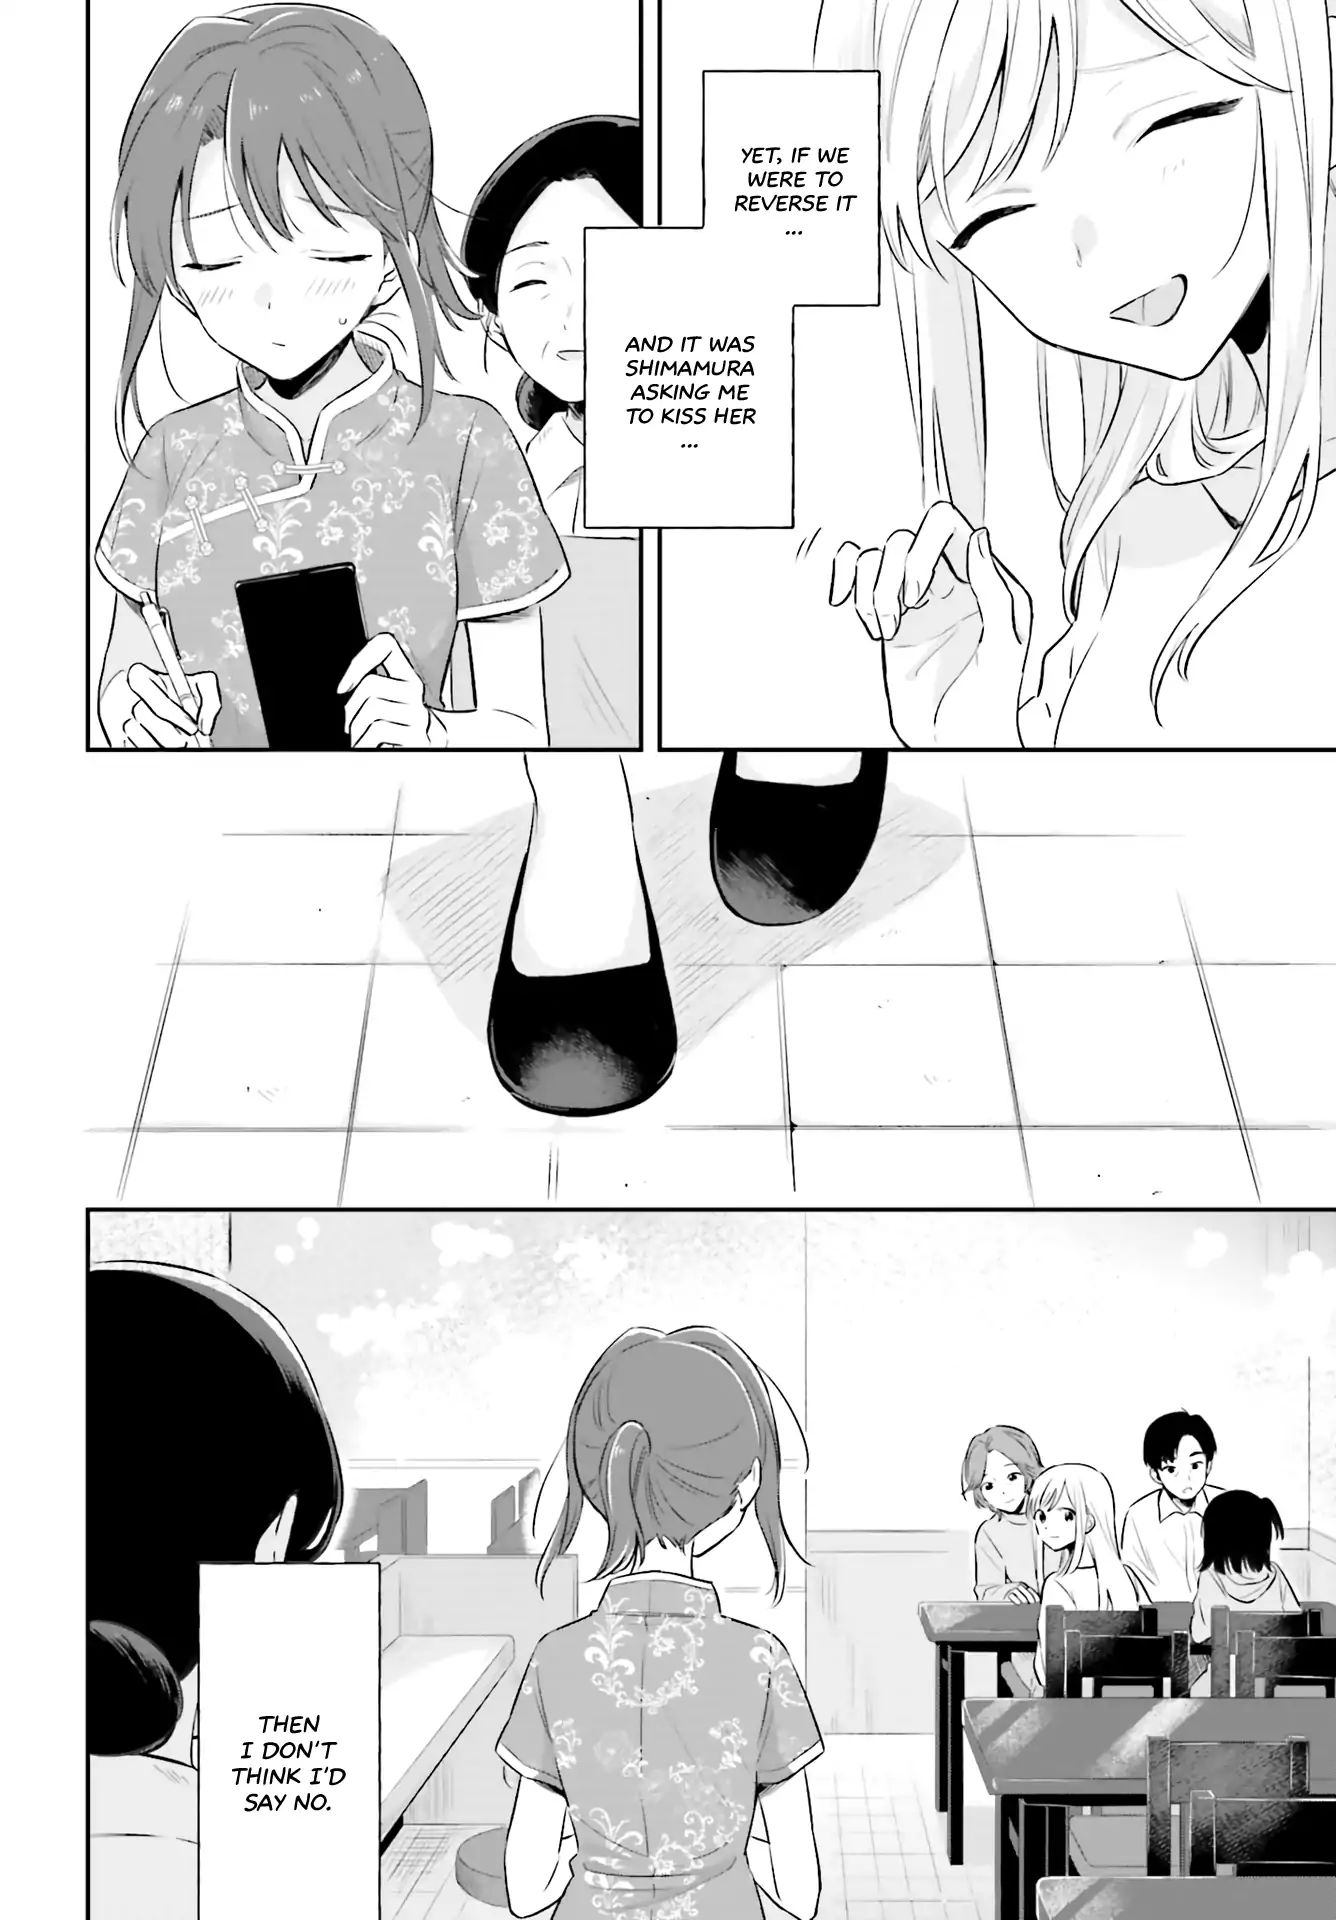 YET, IF WE
WERE TO
REVERSE IT
...
AND IT WAS
SHIMAMURA
ASKING ME
TO KISS HER
...
THEN
I DON'T
THINK I'D
SAY NO.